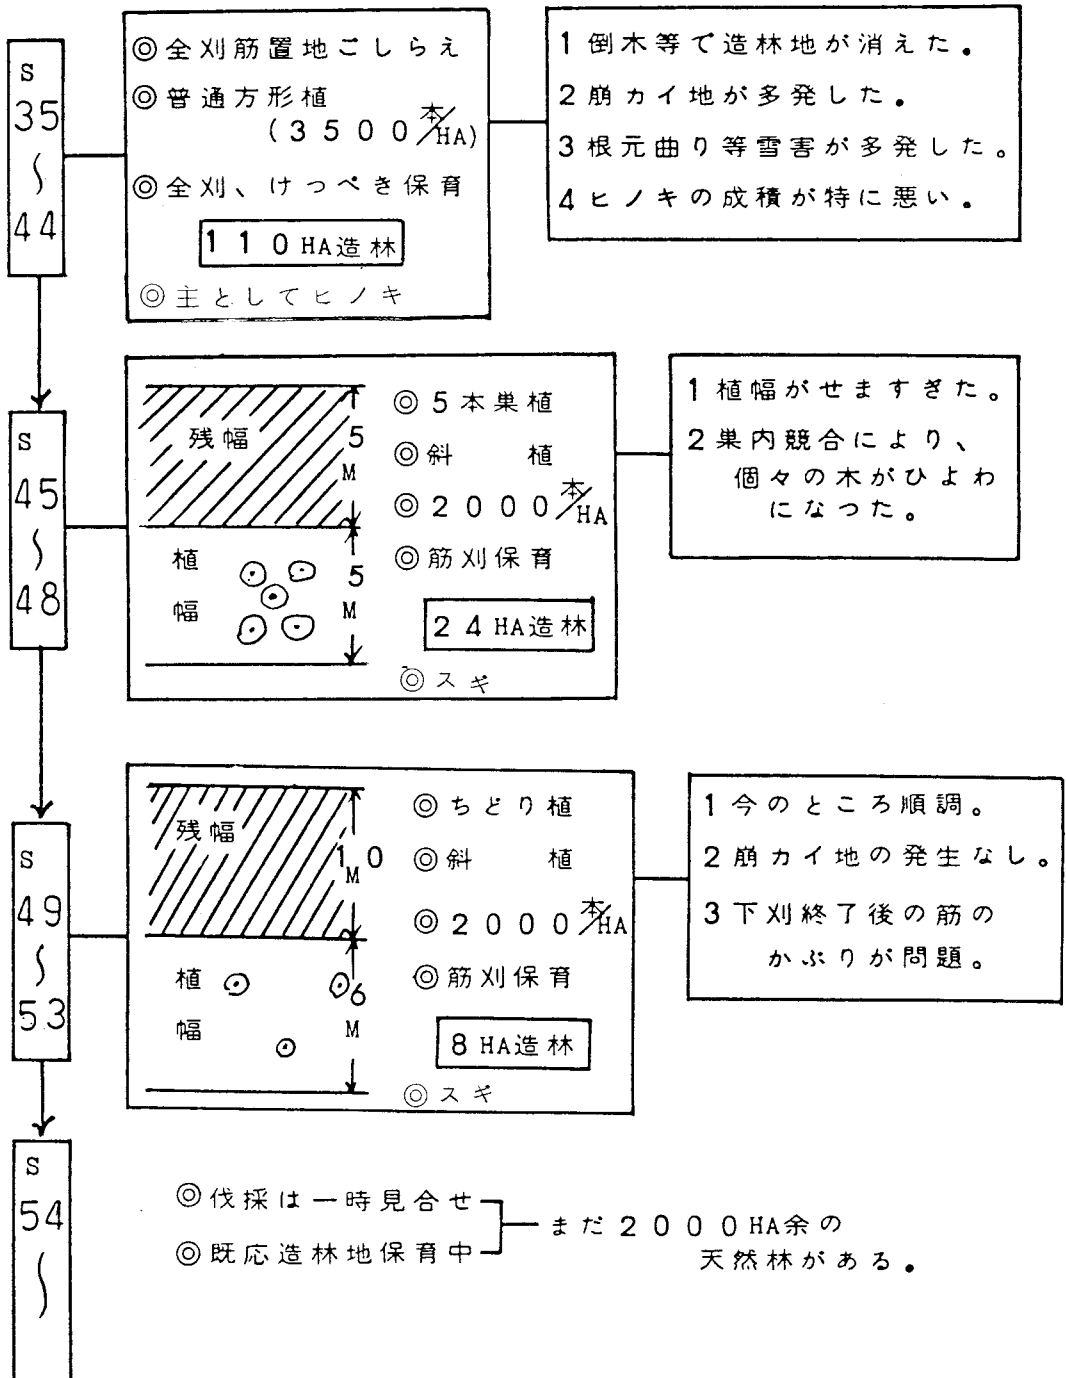 S
35
〜
44
◎全刈筋置地ごしらえ
◎普通方形植
(3500本/HA)
◎全刈、けっぺき保育
110HA造林
◎主としてヒノキ
1倒木等で造林地が消えた。
2崩カイ地が多発した。
3根元曲り等雪害が多発した。
4ヒノキの成積が特に悪い。
S
45
〜
48
残幅
5
M
植
幅
5
M
◎5本巣植
◎斜 植
◎2000本/HA
◎筋刈保育
24HA造林
◎スギ
1植幅がせますぎた。
2巣内競合により、
個々の木がひよわ
になつた。
S
49
〜
53
残幅
10
M
植
幅
6
M
◎ちどり植
◎斜 植
◎2000本/HA
◎筋刈保育
8HA造林
◎スギ
1今のところ順調。
2崩カイ地の発生なし。
3下刈終了後の筋の
かぶりが問題。
S
54
〜
◎伐採は一時見合せ
◎既応造林地保育中
まだ2000HA余の
天然林がある。